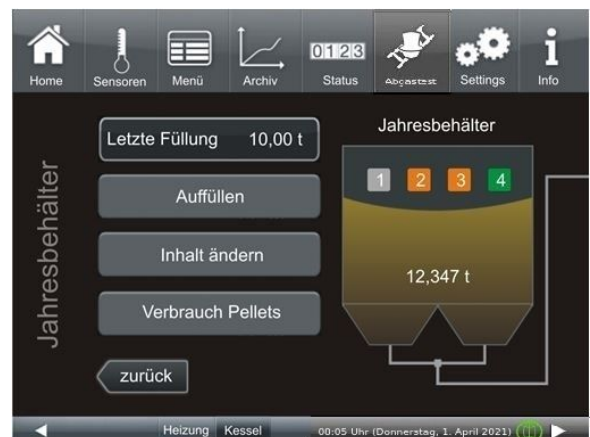 Home Sensoren Menü Archiv 0123 Status Abgastest Settings Info
Jahresbehälter
Letzte Füllung 10,00 t
Auffüllen
Inhalt ändern
Verbrauch Pellets
zurück
Jahresbehälter
1 2 3 4
12,347 t
Heizung Kessel 00:05 Uhr (Donnerstag, 1. April 2021)